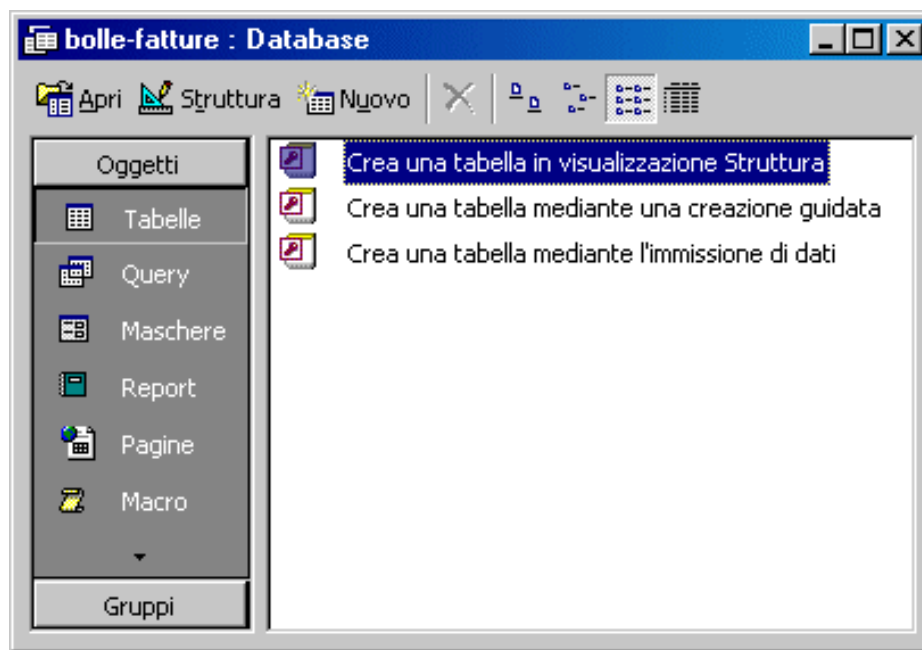 bolle-fatture : Database
Apri Struttura Nuovo
Oggetti
Tabelle
Query
Maschere
Report
Pagine
Macro
Gruppi
Crea una tabella in visualizzazione Struttura
Crea una tabella mediante una creazione guidata
Crea una tabella mediante l'immissione di dati